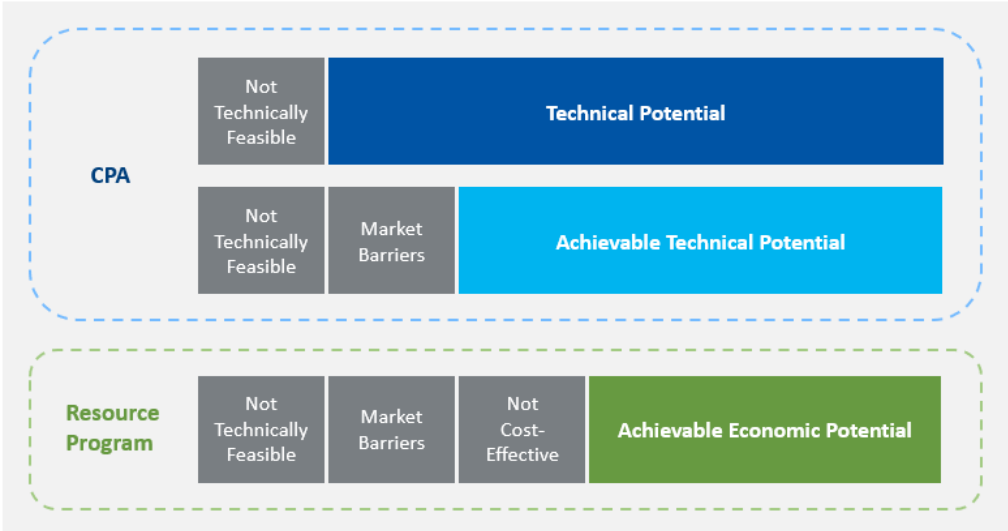 CPA
Not
Technically
Feasible
Technical Potential
Not
Technically
Feasible
Market
Barriers
Achievable Technical Potential
Resource
Program
Not
Technically
Feasible
Market
Barriers
Not
Cost-
Effective
Achievable Economic Potential